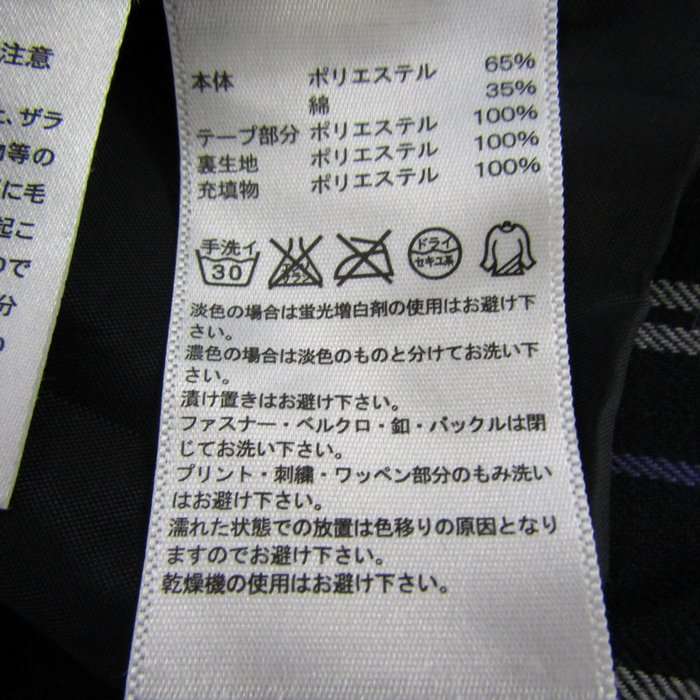 注意
ザラ
物等の
に毛
起こ
ので
分
の
本体 ポリエステル 65%
綿 35%
テープ部分 ポリエステル 100%
裏生地 ポリエステル 100%
充填物 ポリエステル 100%
手洗イ
30
エンソサラシ
ドライ
セキユ系
淡色の場合は蛍光増白剤の使用はお避け下
さい。
濃色の場合は淡色のものと分けてお洗い下
さい。
漬け置きはお避け下さい。
ファスナー・ベルクロ・釦・バックルは閉
じてお洗い下さい。
プリント・刺繍・ワッペン部分のもみ洗い
はお避け下さい。
濡れた状態での放置は色移りの原因となり
ますのでお避け下さい。
乾燥機の使用はお避け下さい。